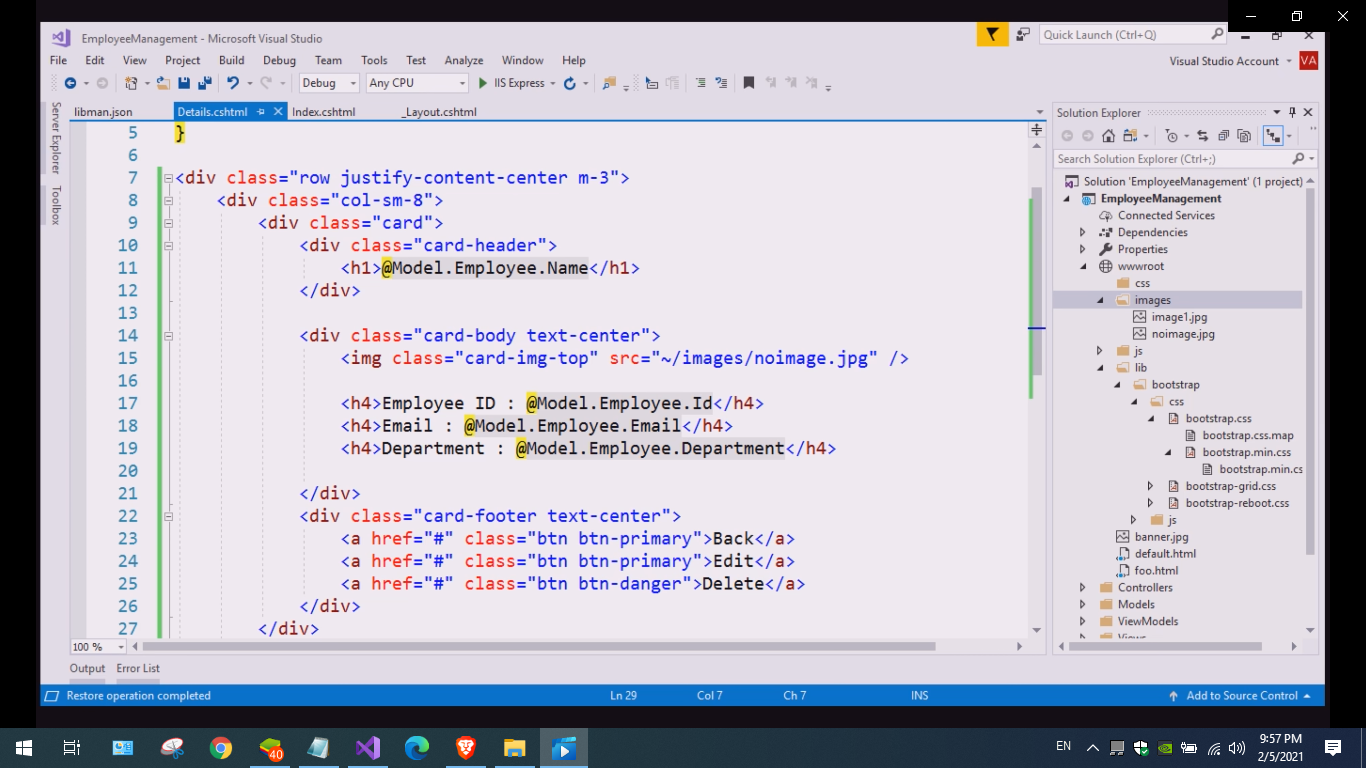 EmployeeManagement - Microsoft Visual Studio
Quick Launch (Ctrl+Q)
File Edit View Project Build Debug Team Tools Test Analyze Window Help
Visual Studio Account VA
Debug Any CPU IIS Express
Server Explorer
Toolbox
libman.json Details.cshtml Index.cshtml _Layout.cshtml
5 }
6
7 <div class="row justify-content-center m-3">
8 <div class="col-sm-8">
9 <div class="card">
10 <div class="card-header">
11 <h1>@Model.Employee.Name</h1>
12 </div>
13
14 <div class="card-body text-center">
15 <img class="card-img-top" src="~/images/noimage.jpg" />
16
17 <h4>Employee ID : @Model.Employee.Id</h4>
18 <h4>Email : @Model.Employee.Email</h4>
19 <h4>Department : @Model.Employee.Department</h4>
20
21 </div>
22 <div class="card-footer text-center">
23 <a href="#" class="btn btn-primary">Back</a>
24 <a href="#" class="btn btn-primary">Edit</a>
25 <a href="#" class="btn btn-danger">Delete</a>
26 </div>
27 </div>
100 %
Solution Explorer
Search Solution Explorer (Ctrl+;)
Solution 'EmployeeManagement' (1 project)
EmployeeManagement
Connected Services
Dependencies
Properties
wwwroot
css
images
image1.jpg
noimage.jpg
js
lib
bootstrap
css
bootstrap.css
bootstrap.css.map
bootstrap.min.css
bootstrap.min.cs
bootstrap-grid.css
bootstrap-reboot.css
js
banner.jpg
default.html
foo.html
Controllers
Models
ViewModels
Views
Output Error List
Restore operation completed Ln 29 Col 7 Ch 7 INS Add to Source Control
40
EN
9:57 PM
2/5/2021